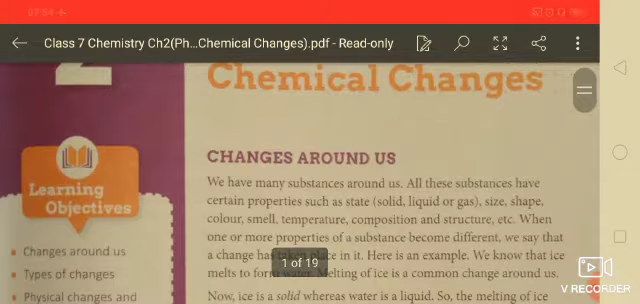 07:54
Class 7 Chemistry Ch2(Ph...Chemical Changes).pdf - Read-only
2
Chemical Changes
Learning
Objectives
• Changes around us
• Types of changes
• Physical changes and
CHANGES AROUND US
We have many substances around us. All these substances have
certain properties such as state (solid, liquid or gas), size, shape,
colour, smell, temperature, composition and structure, etc. When
one or more properties of a substance become different, we say that
a change has taken place in it. Here is an example. We know that ice
melts to form water. Melting of ice is a common change around us.
Now, ice is a solid whereas water is a liquid. So, the melting of ice
1 of 19
V RECORDER